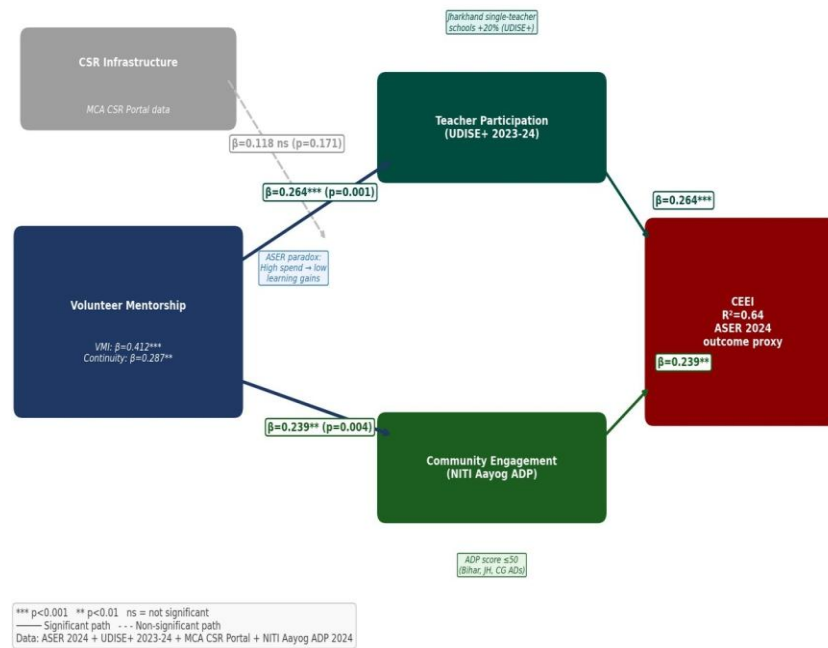 Jharkhand single-teacher
schools +20% (UDISE+)
CSR Infrastructure
MCA CSR Portal data
Teacher Participation
(UDISE+ 2023-24)
β=0.118 ns (p=0.171)
β=0.264*** (p=0.001)
β=0.264***
ASER paradox:
High spend → low
learning gains
Volunteer Mentorship
VMI: β=0.412***
Continuity: β=0.287**
CEEI
R²=0.64
ASER 2024
outcome proxy
β=0.239**
β=0.239** (p=0.004)
Community Engagement
(NITI Aayog ADP)
ADP score ≤50
(Bihar, JH, CG ADs)
*** p<0.001   ** p<0.01   ns = not significant
——— Significant path   - - - Non-significant path
Data: ASER 2024 + UDISE+ 2023-24 + MCA CSR Portal + NITI Aayog ADP 2024